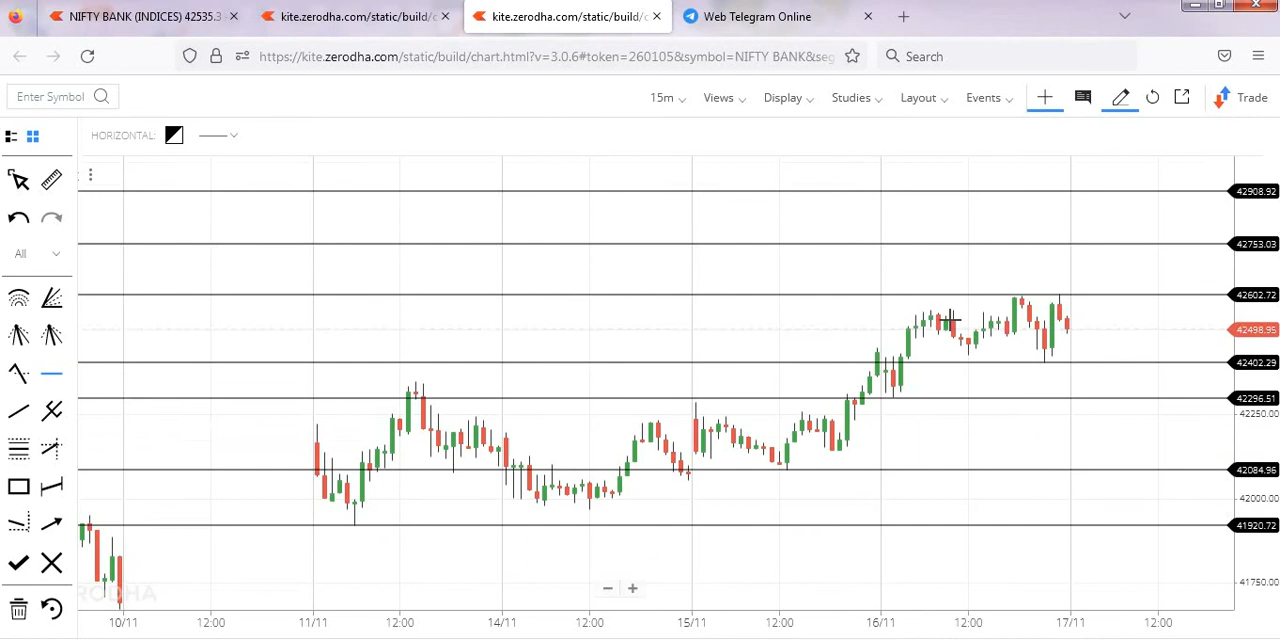 NIFTY BANK (INDICES) 42535.3
kite.zerodha.com/static/build/c
kite.zerodha.com/static/build/c
Web Telegram Online
https://kite.zerodha.com/static/build/chart.html?v=3.0.6#token=260105&symbol=NIFTY BANK&seg
Search
Enter Symbol
15m
Views
Display
Studies
Layout
Events
Trade
HORIZONTAL:
42908.92
42753.03
All
42602.72
42498.95
42402.29
42296.51
42250.00
42084.96
42000.00
41920.72
41750.00
RODHA
10/11
12:00
11/11
12:00
14/11
12:00
15/11
12:00
16/11
12:00
17/11
12:00